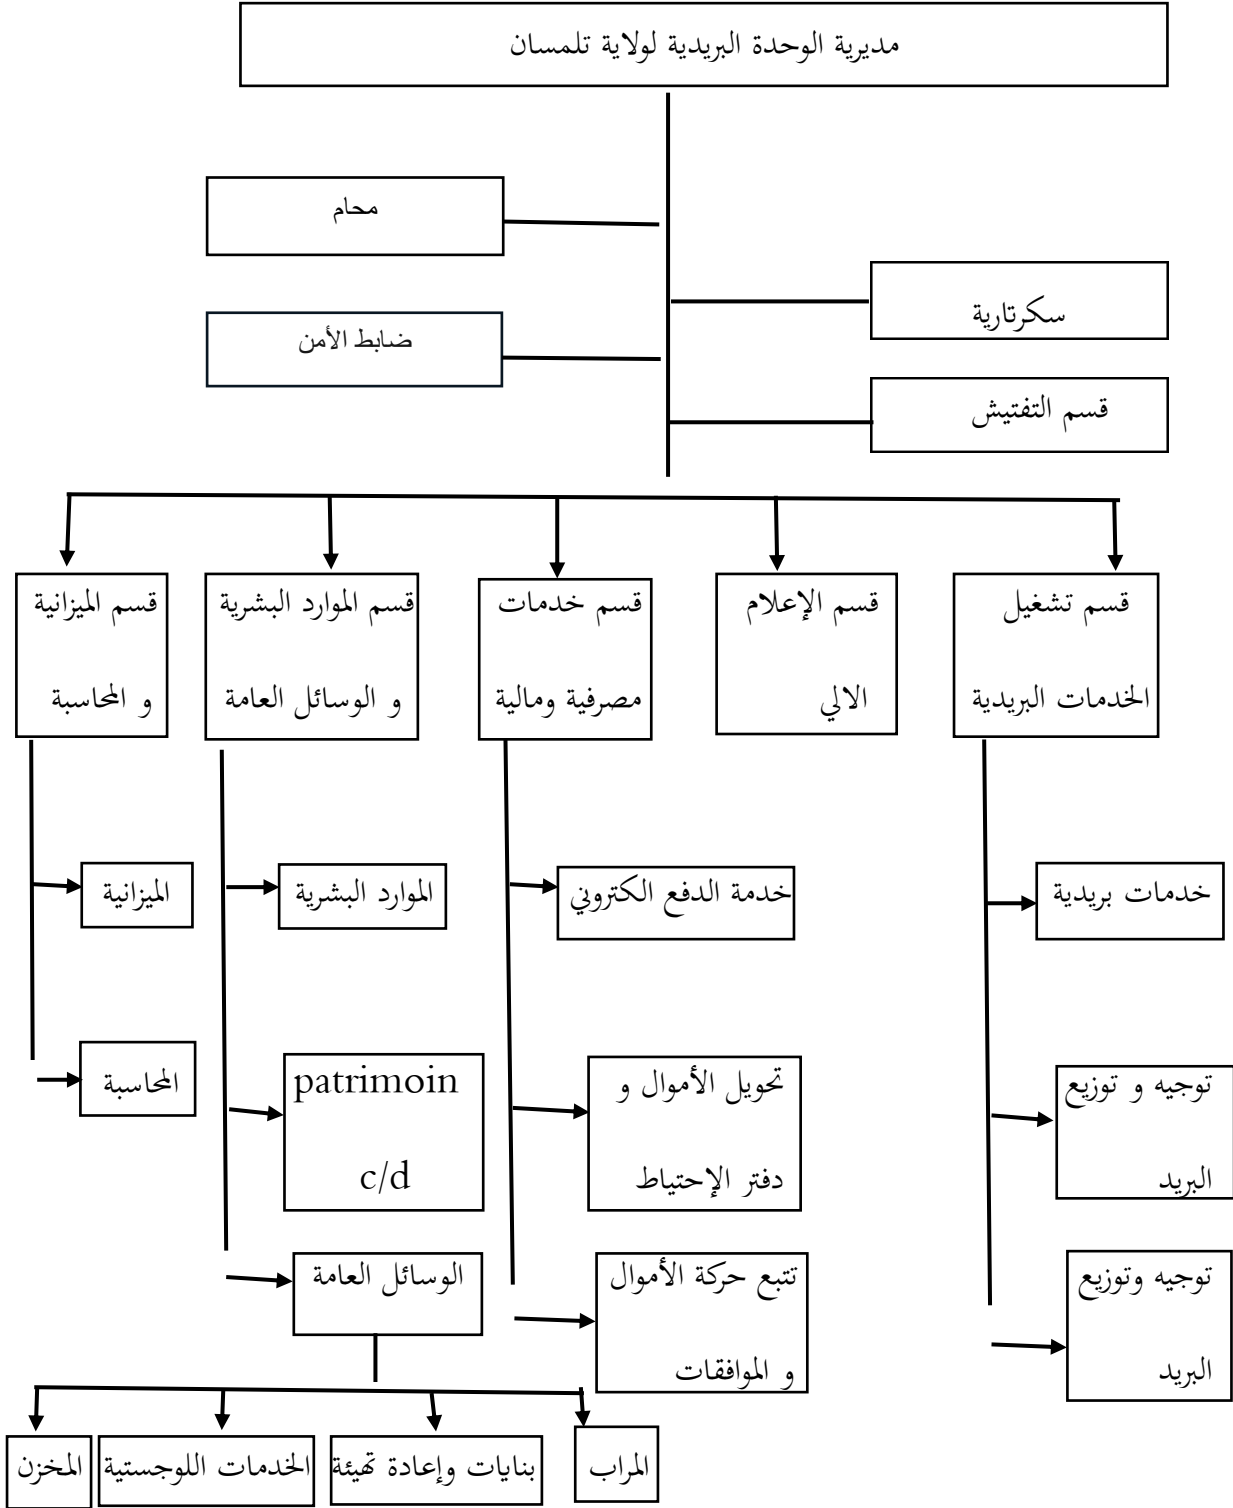 مديرية الوحدة البريدية لولاية تلمسان
محام
سكرتارية
ضابط الأمن
قسم التفتيش
قسم تشغيل
الخدمات البريدية
قسم الإعلام
الالي
قسم خدمات
مصرفية ومالية
قسم الموارد البشرية
و الوسائل العامة
قسم الميزانية
و المحاسبة
خدمات بريدية
خدمة الدفع الكتروني
الموارد البشرية
الميزانية
توجيه و توزيع
البريد
تحويل الأموال و
دفتر الإحتياط
patrimoin
c/d
المحاسبة
توجيه وتوزيع
البريد
تتبع حركة الأموال
و الموافقات
الوسائل العامة
المراب
بنايات وإعادة تهيئة
الخدمات اللوجستية
المخزن